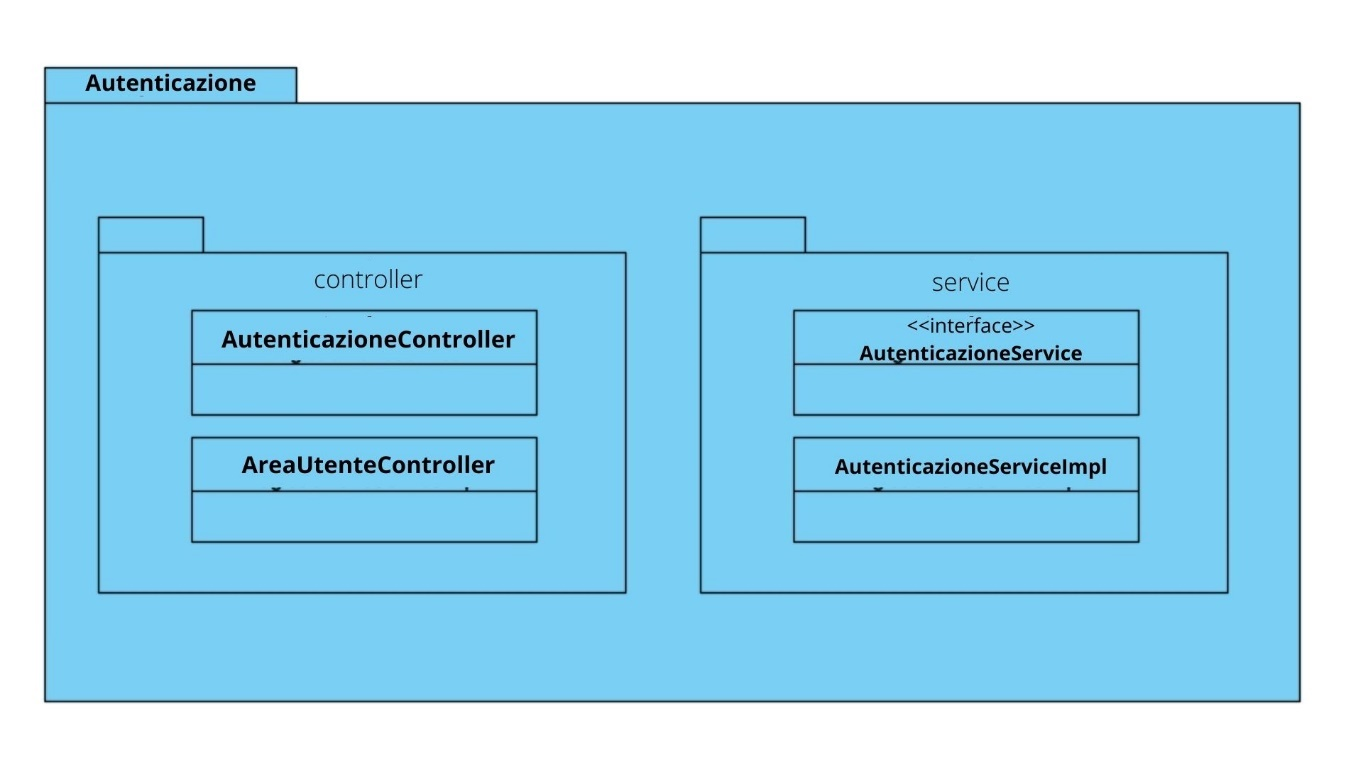 Autenticazione
controller
AutenticazioneController
AreaUtenteController
service
<<interface>>
AutenticazioneService
AutenticazioneServiceImpl